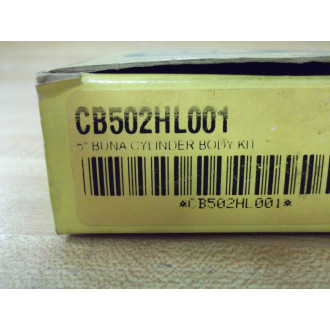 CB502HL001
5" BUNA CYLINDER BODY KIT
*CB502HL001*